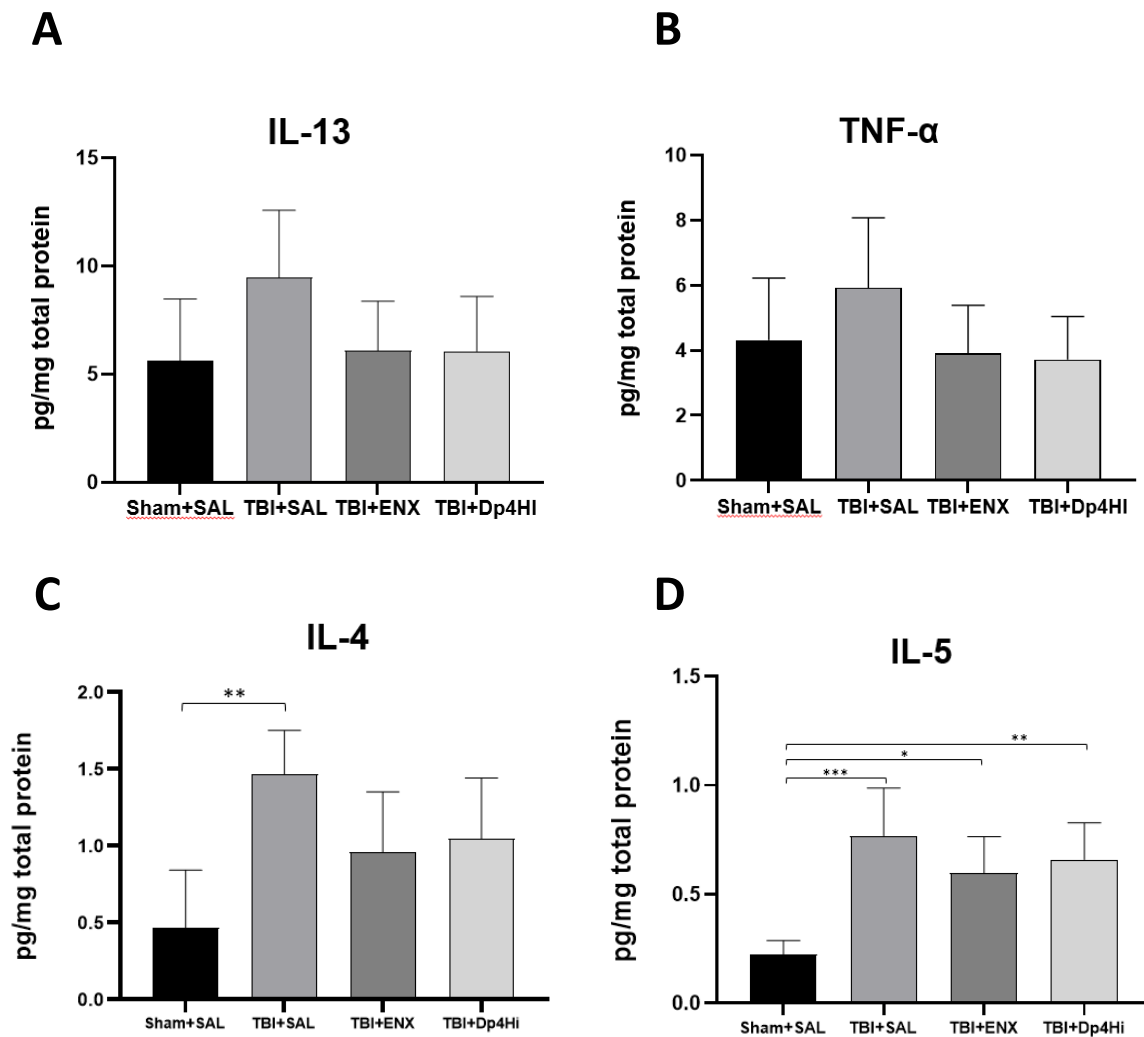 A
IL-13
pg/mg total protein
15
10
5
0
Sham+SAL TBI+SAL TBI+ENX TBI+Dp4HI
B
TNF-α
pg/mg total protein
10
8
6
4
2
0
Sham+SAL TBI+SAL TBI+ENX TBI+Dp4HI
C
IL-4
pg/mg total protein
2.0
1.5
1.0
0.5
0.0
**
Sham+SAL TBI+SAL TBI+ENX TBI+Dp4Hi
D
IL-5
pg/mg total protein
1.5
1.0
0.5
0.0
**
*
***
Sham+SAL TBI+SAL TBI+ENX TBI+Dp4Hi